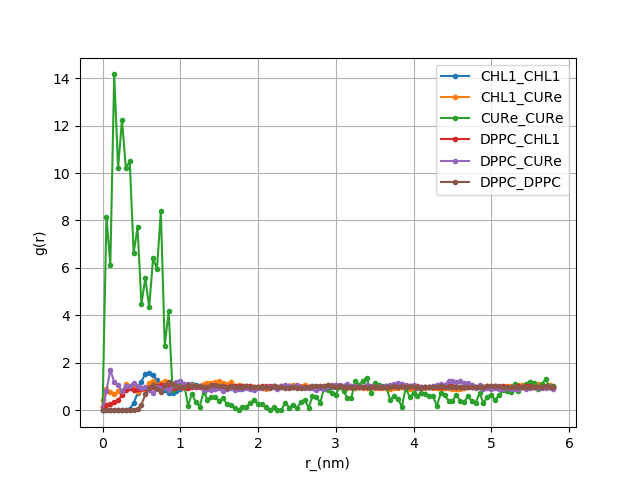 g(r)
14
12
10
8
6
4
2
0
0 1 2 3 4 5 6
r_(nm)
CHL1_CHL1
CHL1_CURe
CURe_CURe
DPPC_CHL1
DPPC_CURe
DPPC_DPPC